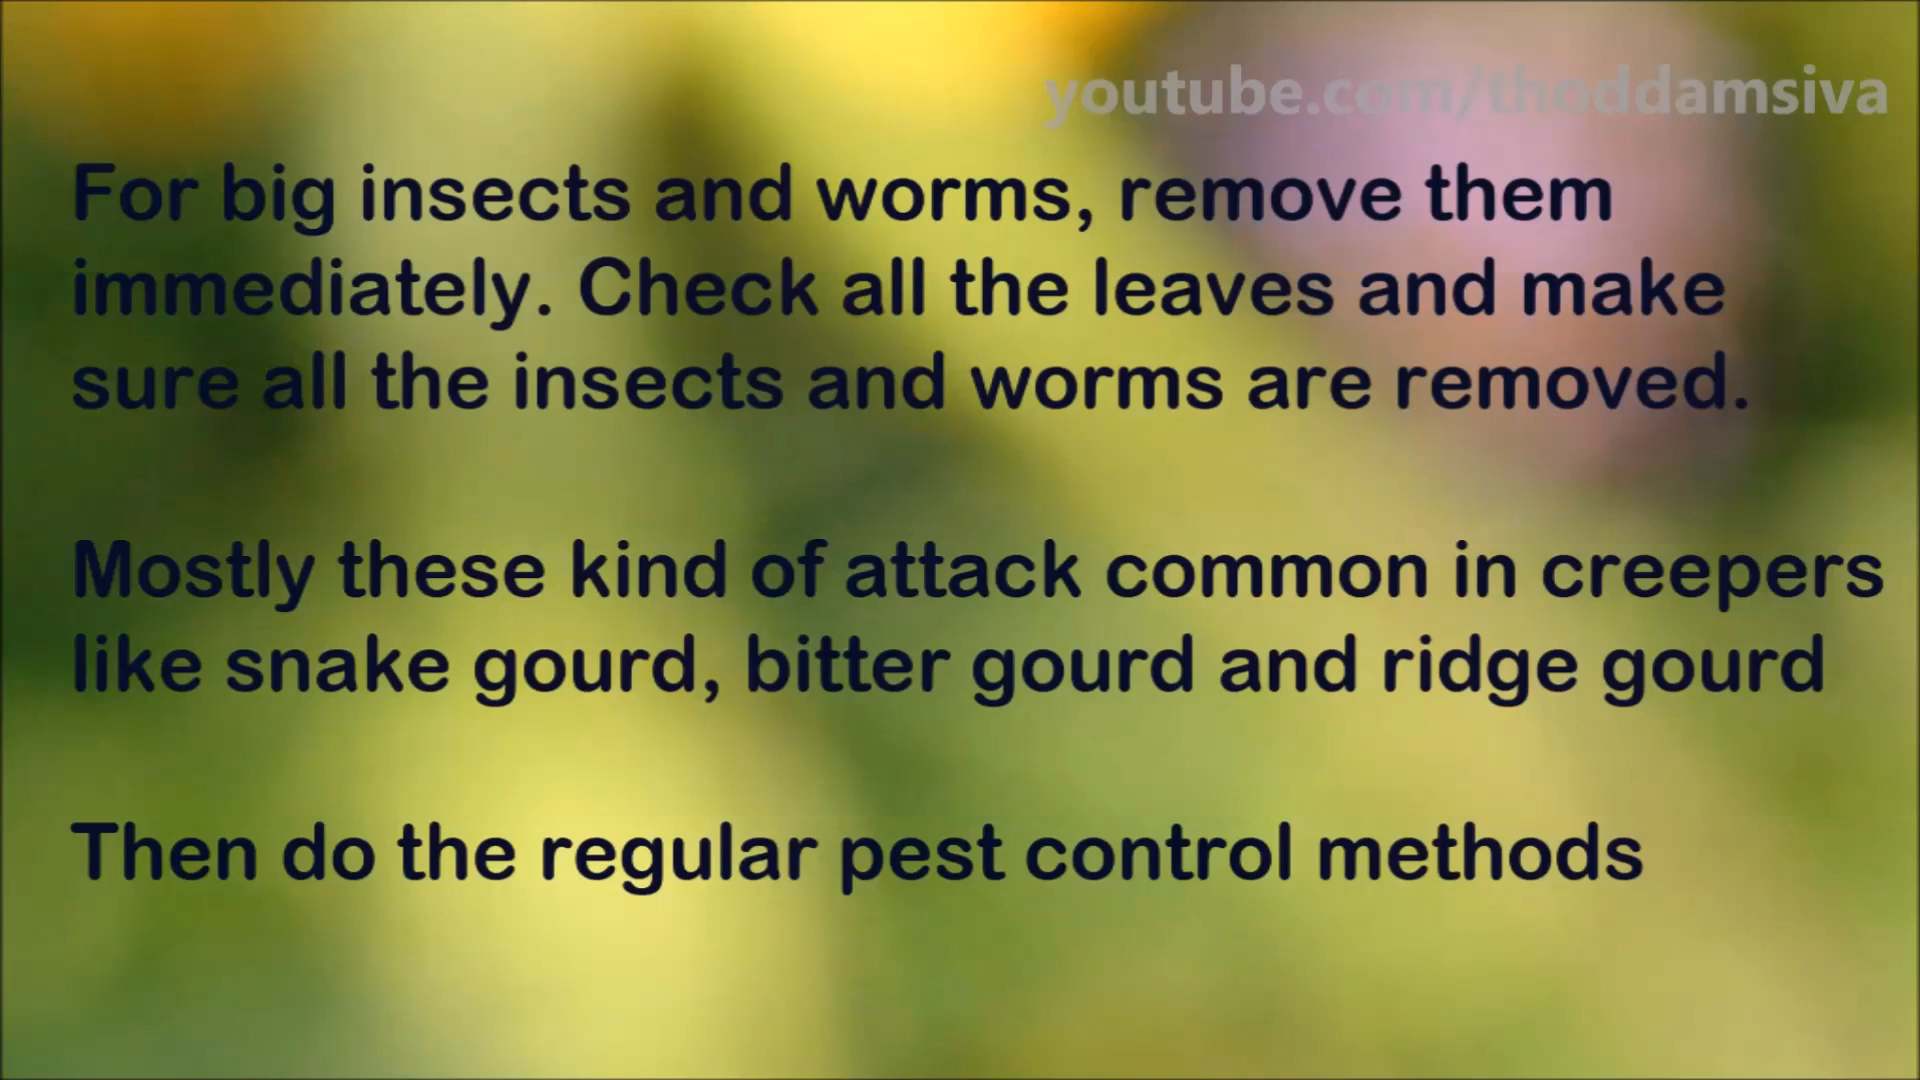 youtube.com/thoddamsiva
For big insects and worms, remove them
immediately. Check all the leaves and make
sure all the insects and worms are removed.
Mostly these kind of attack common in creepers
like snake gourd, bitter gourd and ridge gourd
Then do the regular pest control methods